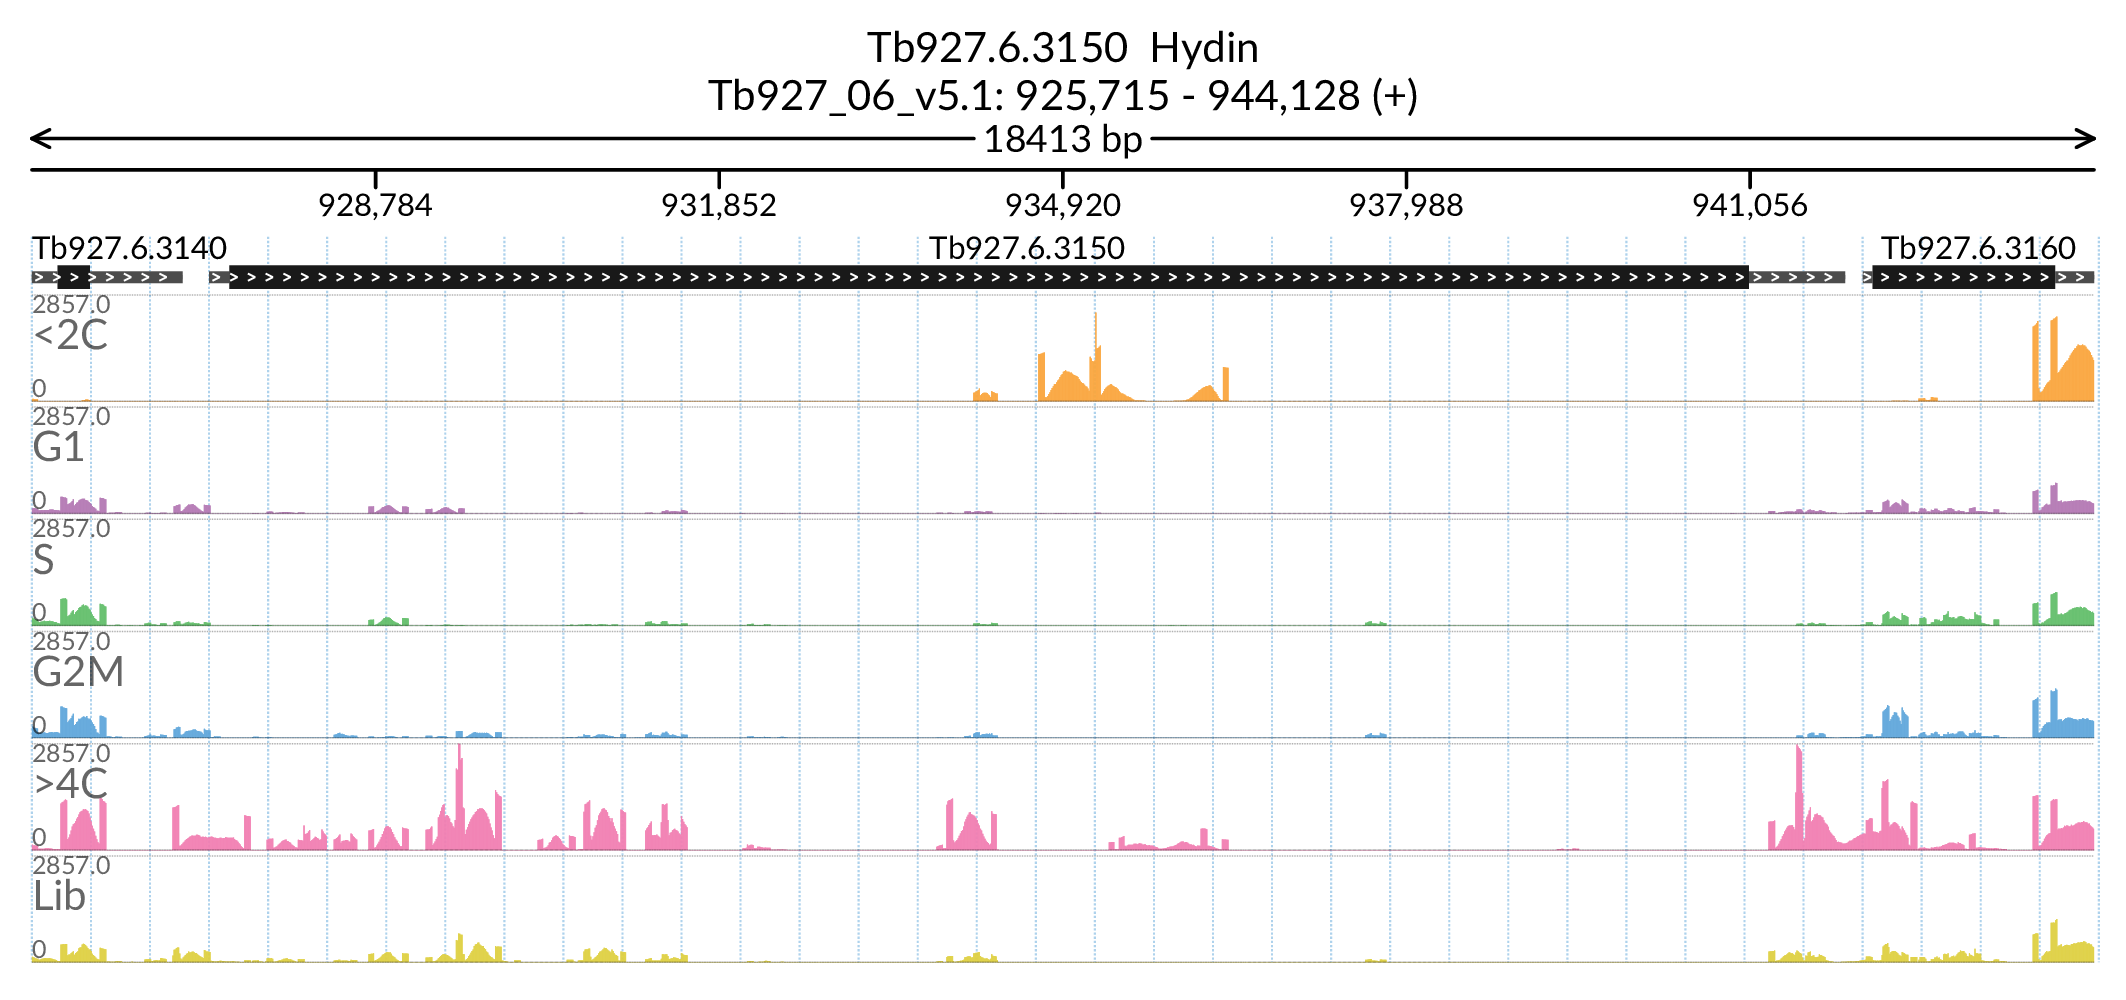 Tb927.6.3150  Hydin
Tb927_06_v5.1: 925,715 - 944,128 (+)
18413 bp
928,784 931,852 934,920 937,988 941,056
Tb927.6.3140 Tb927.6.3150 Tb927.6.3160
2857.0
<2C
0
2857.0
G1
0
2857.0
S
0
2857.0
G2M
0
2857.0
>4C
0
2857.0
Lib
0